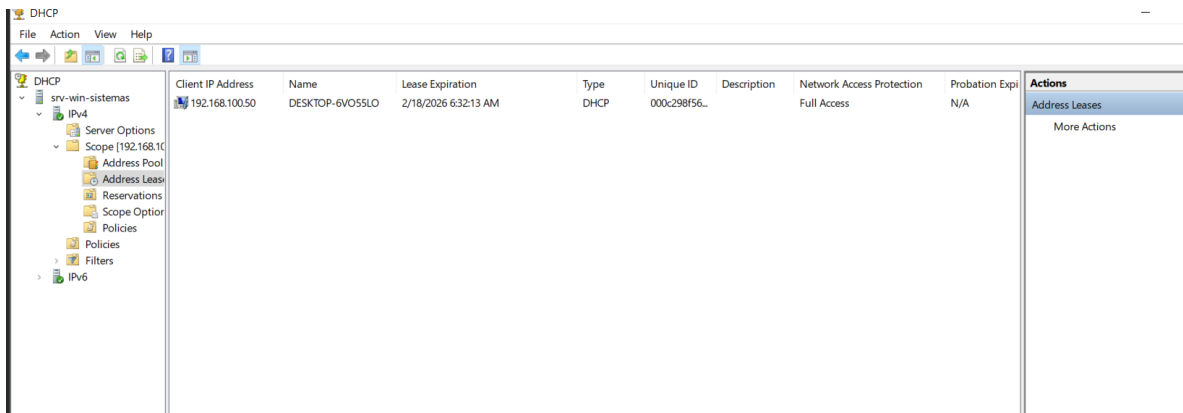 DHCP
File Action View Help
DHCP
srv-win-sistemas
IPv4
Server Options
Scope [192.168.10
Address Pool
Address Leas
Reservations
Scope Option
Policies
Policies
Filters
IPv6
Client IP Address Name Lease Expiration Type Unique ID Description Network Access Protection Probation Expi
192.168.100.50 DESKTOP-6VO55LO 2/18/2026 6:32:13 AM DHCP 000c298f56... Full Access N/A
Actions
Address Leases
More Actions